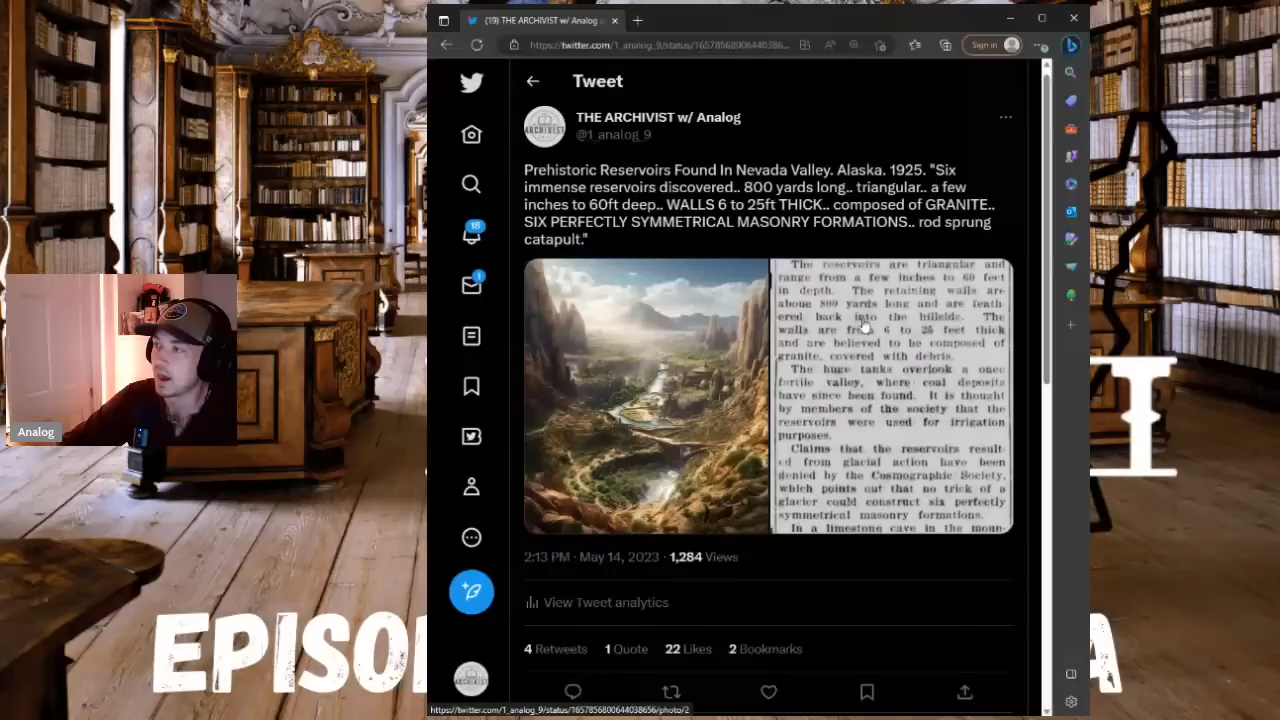 (19) THE ARCHIVIST w/ Analog
https://twitter.com/1_analog_9/status/16578568006440386...
Sign in
Tweet
THE ARCHIVIST w/ Analog
@1_analog_9
Prehistoric Reservoirs Found In Nevada Valley. Alaska. 1925. "Six
immense reservoirs discovered.. 800 yards long.. triangular.. a few
inches to 60ft deep.. WALLS 6 to 25ft THICK.. composed of GRANITE..
SIX PERFECTLY SYMMETRICAL MASONRY FORMATIONS.. rod sprung
catapult."
The reservoirs are triangular and
range from a few inches to 60 feet
in depth. The retaining walls are
aboue 800 yards long and are feath-
ered back into the hillside. The
walls are 6 to 25 feet thick
and are believed to be composed of
granite, covered with debris.
The huge tanks overlook a once
fertile valley, where coal deposits
have since been found. It is thought
by members of the society that the
reservoirs were used for irrigation
purposes.
Claims that the reservoirs result-
ed from glacial action have been
denied by the Cosmographic Society,
which points out that no trick of a
glacier could construct six perfectly
symmetrical masonry formations.
In a limestone cave in the moun-
2:13 PM · May 14, 2023 · 1,284 Views
View Tweet analytics
4 Retweets 1 Quote 22 Likes 2 Bookmarks
18
1
ARCHIVIST
Analog
https://twitter.com/1_analog_9/status/1657856800644038656/photo/2
EPISO
I
A